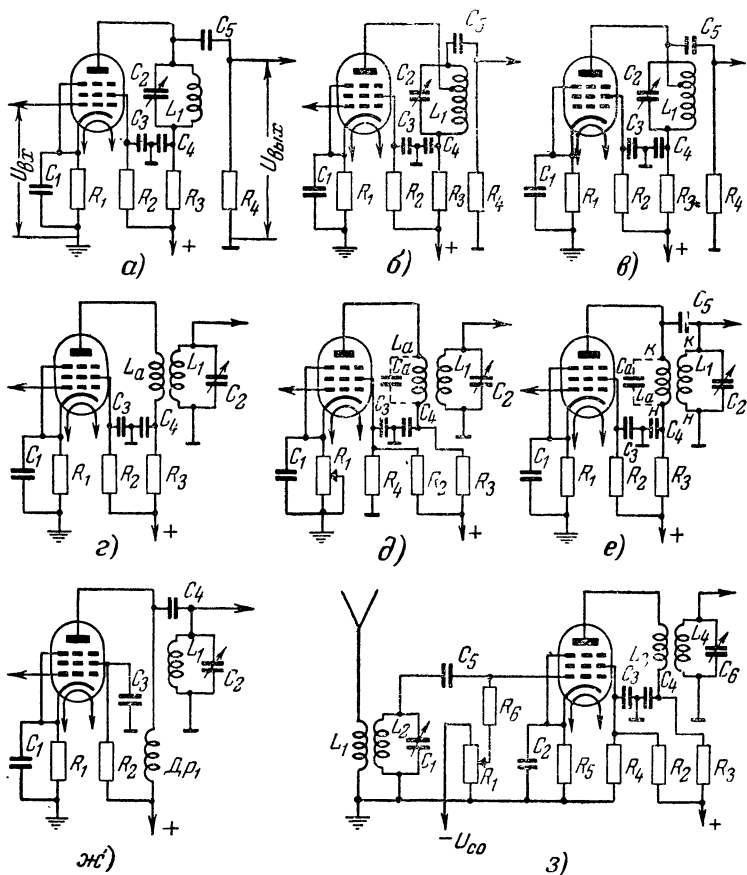 C5 C2 L1 C3 C4 C1 R1 R2 R3 R4 Uвх Uвых +
а)
C5 C2 L1 C3 C4 C1 R1 R2 R3 R4 +
б)
C5 C2 L1 C3 C4 C1 R1 R2 R3 R4 +
в)
La L1 C2 C3 C4 C1 R1 R2 R3 +
г)
La Ca L1 C2 C3 C4 C1 R1 R4 R2 R3 +
д)
C5 к к Ca La L1 C2 н н C3 C4 C1 R1 R2 R3 +
е)
C4 L1 C2 C3 C1 R1 R2 Др1 +
ж)
C5 L1 L2 C1 R6 R1 -Uco C2 R5 R4 R2 R3 L3 C3 C4 L4 C6 +
з)